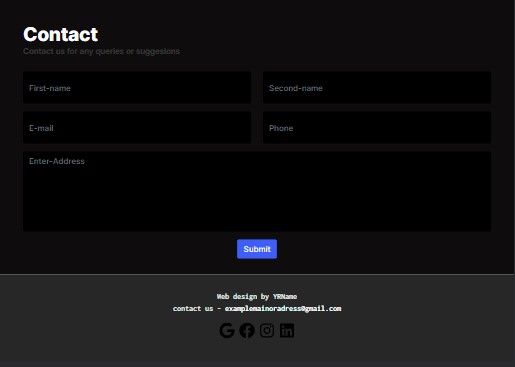 Contact
Contact us for any queries or suggesions
First-name
Second-name
E-mail
Phone
Enter-Address
Submit
Web design by YRName
contact us - examplemainoradress@gmail.com